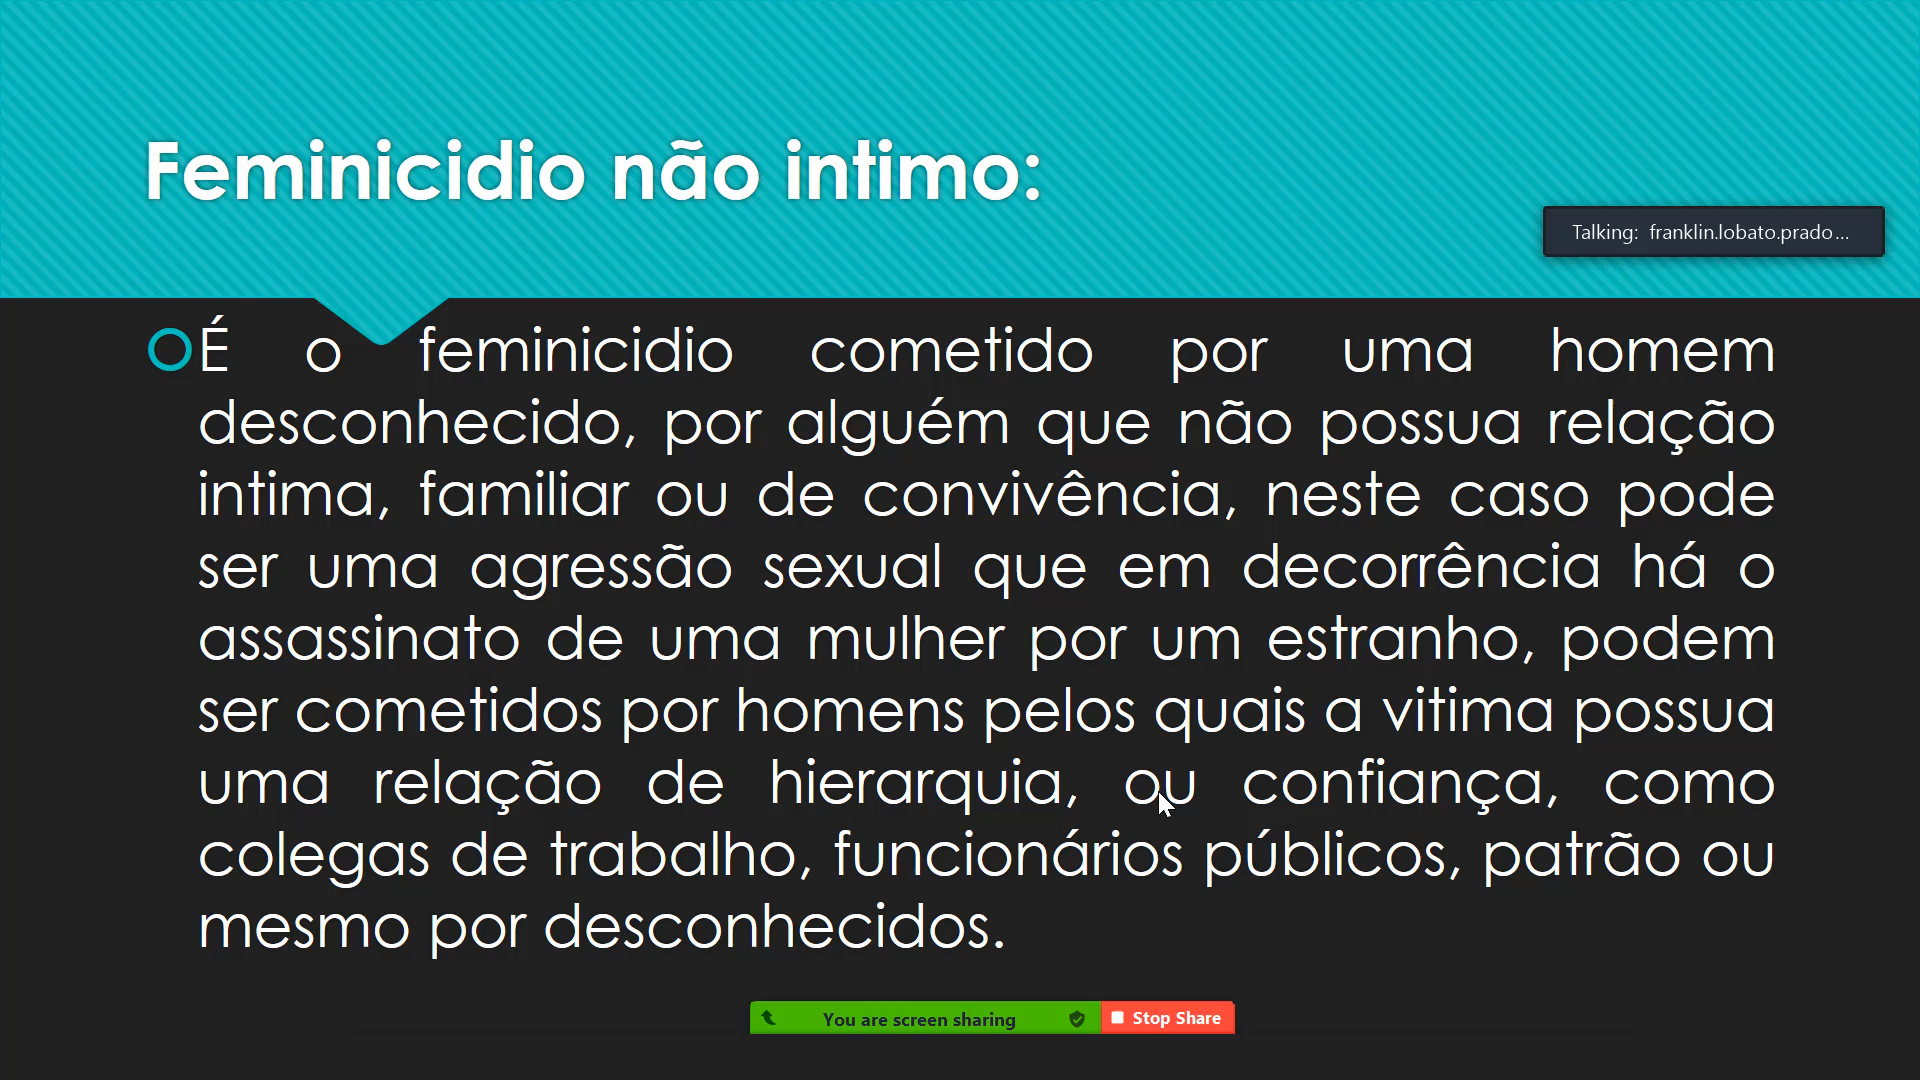 Feminicidio não intimo:
Talking: franklin.lobato.prado...
É o feminicidio cometido por uma homem
desconhecido, por alguém que não possua relação
intima, familiar ou de convivência, neste caso pode
ser uma agressão sexual que em decorrência há o
assassinato de uma mulher por um estranho, podem
ser cometidos por homens pelos quais a vitima possua
uma relação de hierarquia, ou confiança, como
colegas de trabalho, funcionários públicos, patrão ou
mesmo por desconhecidos.
You are screen sharing
Stop Share